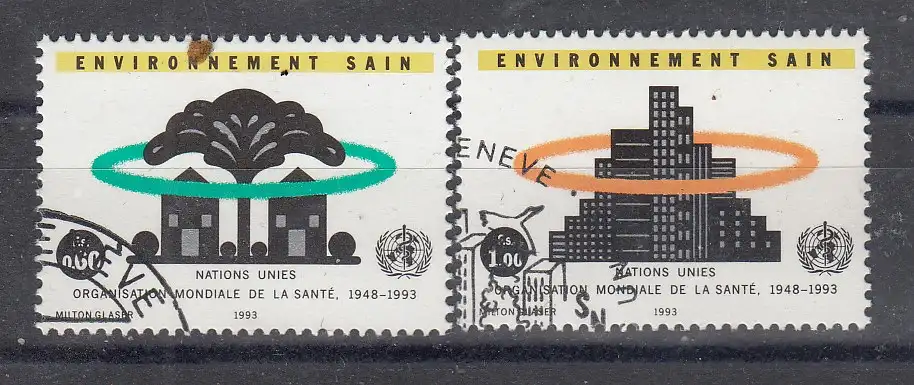 ENVIRONNEMENT SAIN
F.s.
0.60
NATIONS UNIES
ORGANISATION MONDIALE DE LA SANTÉ, 1948-1993
MILTON GLASER 1993
ENVIRONNEMENT SAIN
ENEVE
F.s.
1.00
NATIONS UNIES
ORGANISATION MONDIALE DE LA SANTÉ, 1948-1993
MILTON GLASER 1993